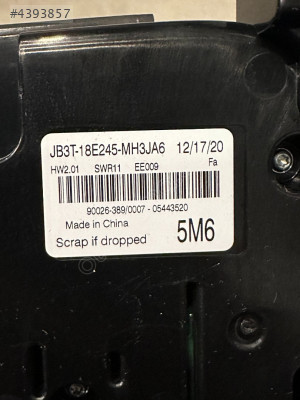 #4393857
JB3T-18E245-MH3JA6 12/17/20
HW2.01 SWR11 EE009 Fa
90026-389/0007 - 05443520
Made in China
Scrap if dropped 5M6